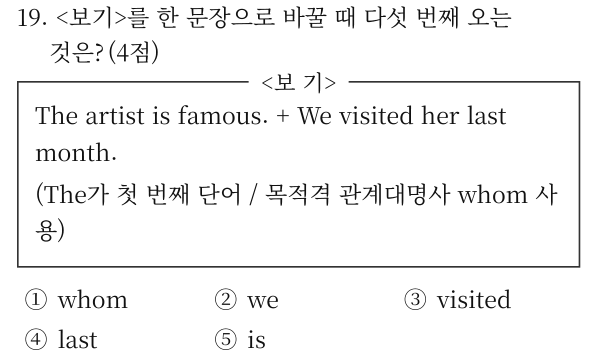 19. <보기>를 한 문장으로 바꿀 때 다섯 번째 오는
것은? (4점)
<보 기>
The artist is famous. + We visited her last
month.
(The가 첫 번째 단어 / 목적격 관계대명사 whom 사
용)
① whom ② we ③ visited
④ last ⑤ is